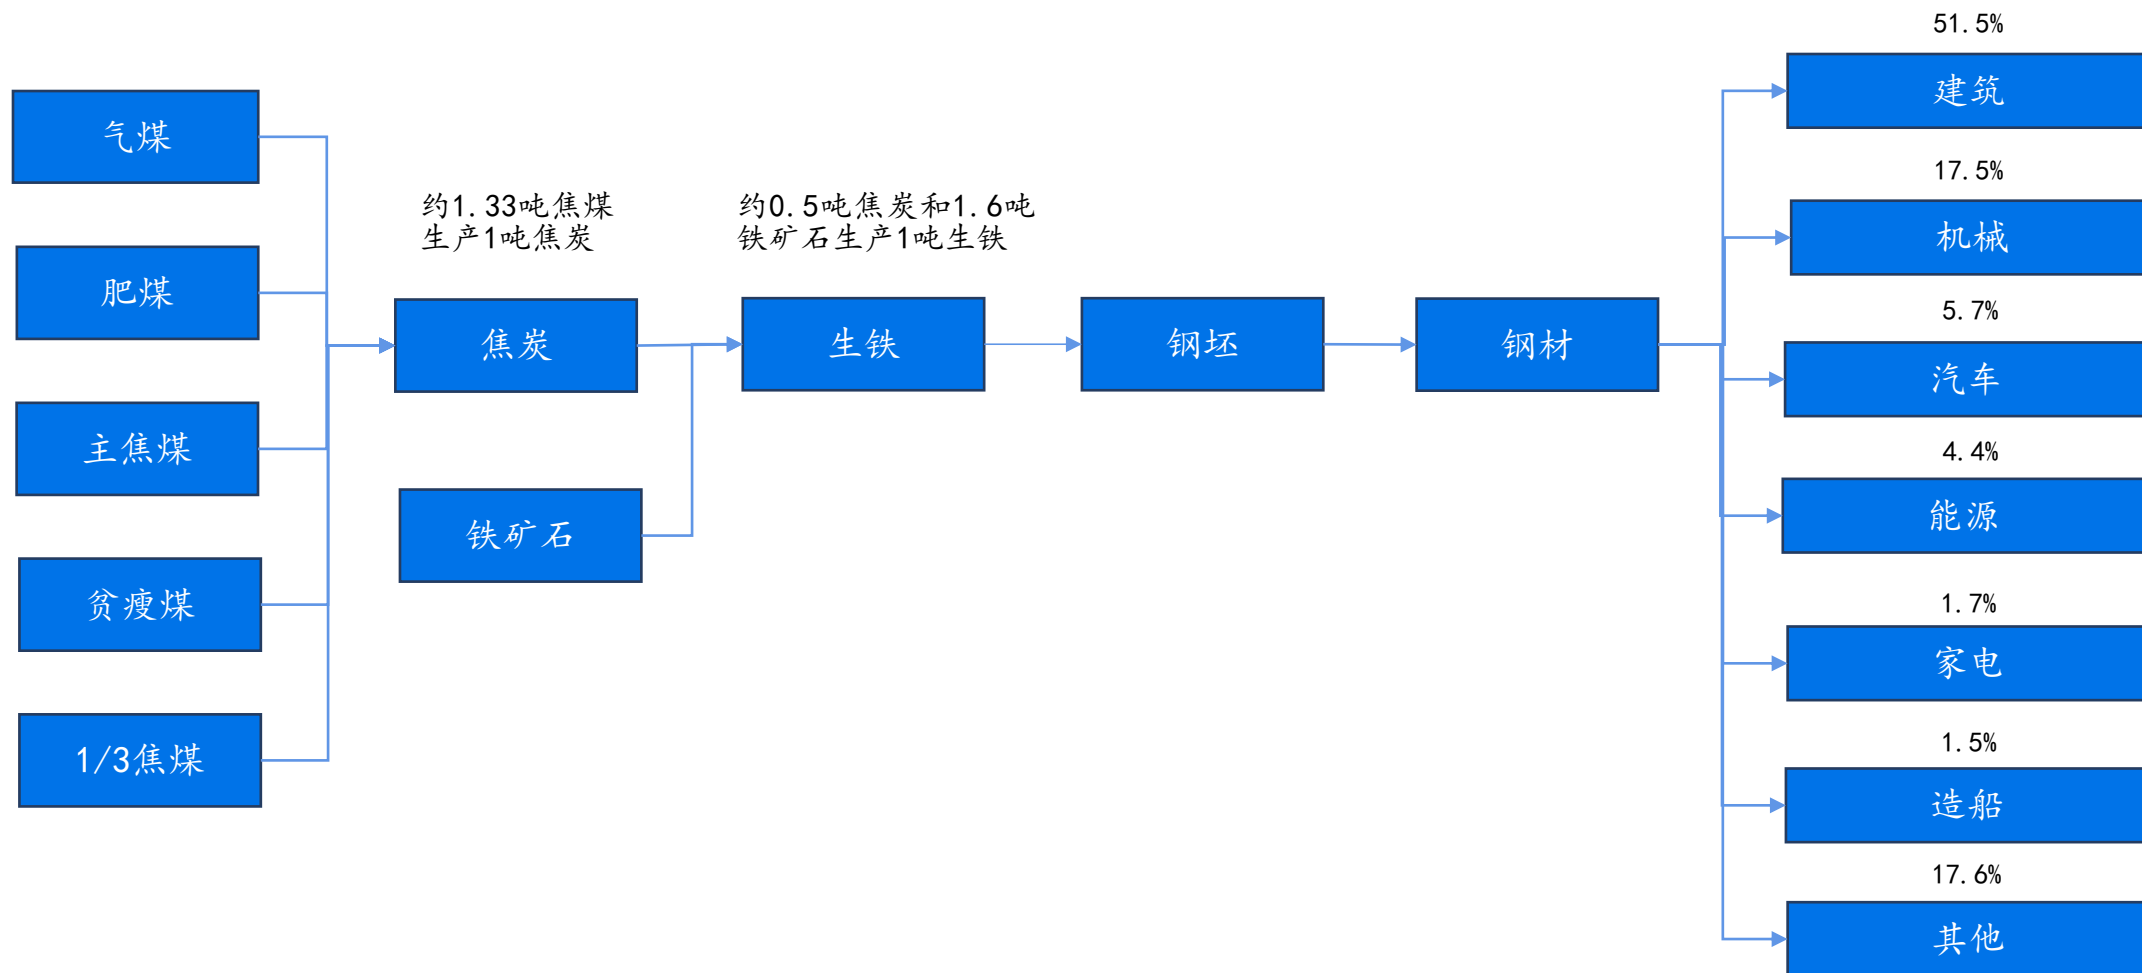 气煤
肥煤
主焦煤
贫瘦煤
1/3焦煤
约1.33吨焦煤
生产1吨焦炭
焦炭
铁矿石
约0.5吨焦炭和1.6吨
铁矿石生产1吨生铁
生铁
钢坯
钢材
51.5%
建筑
17.5%
机械
5.7%
汽车
4.4%
能源
1.7%
家电
1.5%
造船
17.6%
其他